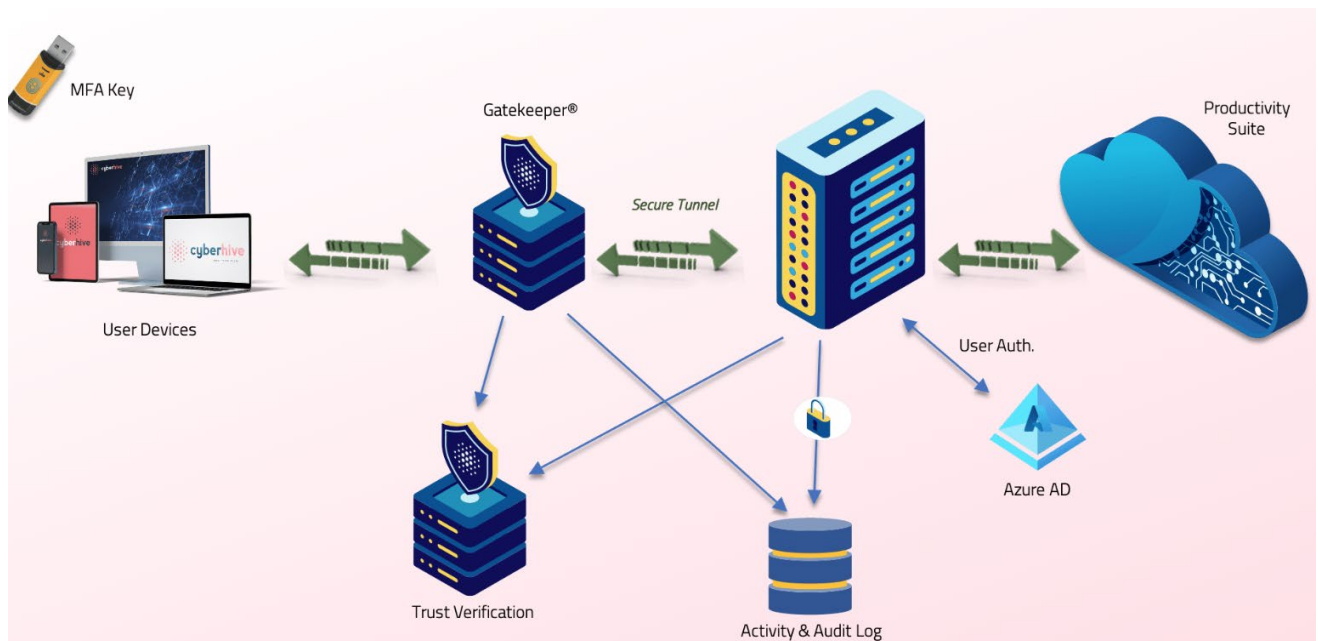 MFA Key
Gatekeeper®
Productivity
Suite
Secure Tunnel
cyberhive
cyberhive
cyberhive
User Devices
User Auth.
Azure AD
Trust Verification
Activity & Audit Log